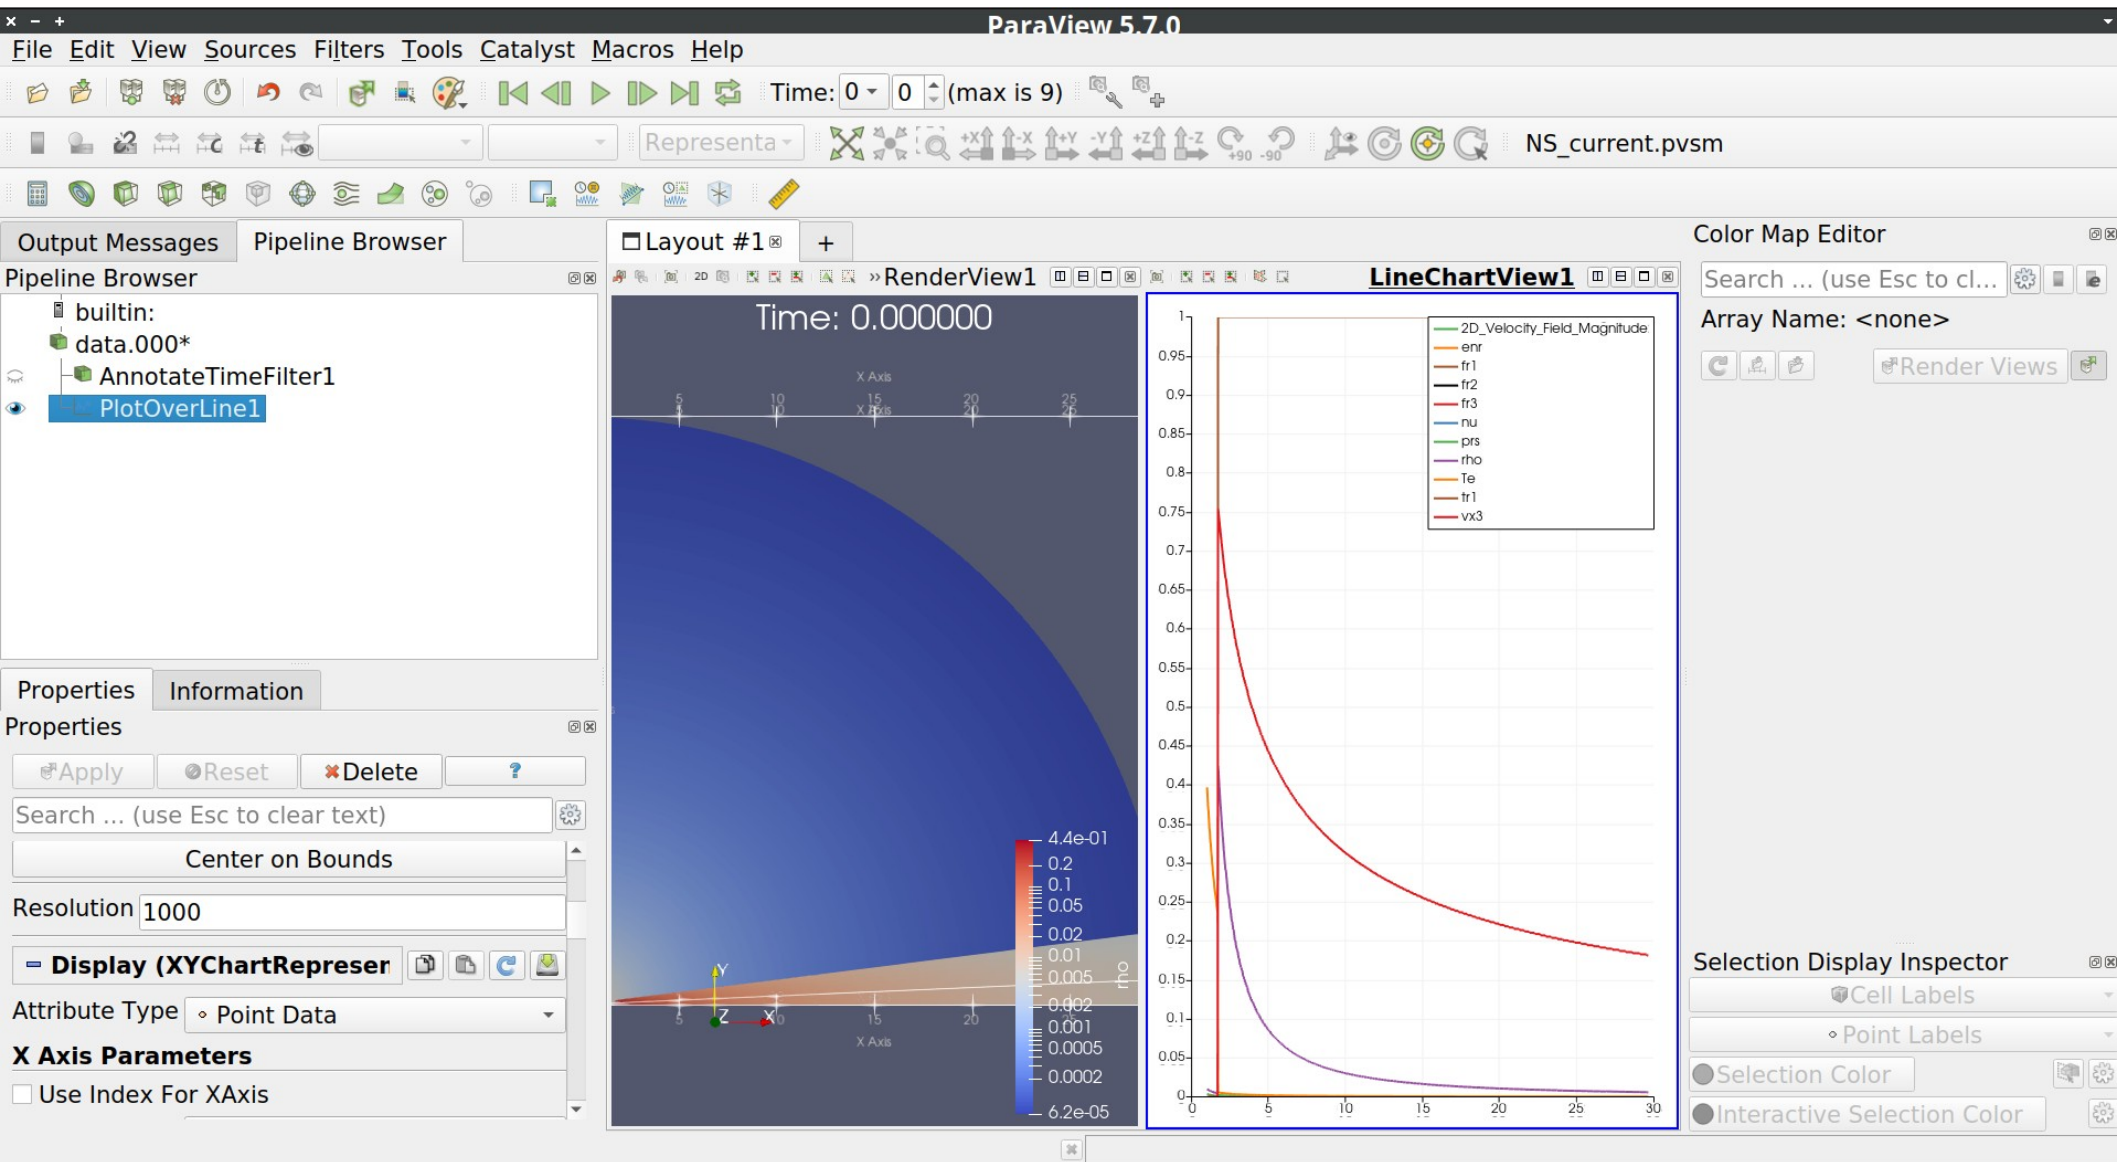 ParaView 5.7.0
File Edit View Sources Filters Tools Catalyst Macros Help
Time: 0 0 (max is 9)
Representa
+X -X +Y -Y +Z -Z +90 -90
NS_current.pvsm
Output Messages
Pipeline Browser
Pipeline Browser
builtin:
data.000*
AnnotateTimeFilter1
PlotOverLine1
Properties
Information
Properties
Apply
Reset
Delete
?
Search ... (use Esc to clear text)
Center on Bounds
Resolution 1000
Display (XYChartRepresen
Attribute Type Point Data
X Axis Parameters
Use Index For XAxis
Layout #1
+
2D
»RenderView1
Time: 0.000000
X Axis
5 10 15 20 25
X Axis
4.4e-01
0.2
0.1
0.05
0.02
0.01
0.005
0.002
0.001
0.0005
0.0002
6.2e-05
rho
Y
Z X
5 15 20
X Axis
LineChartView1
1
0.95
0.9
0.85
0.8
0.75
0.7
0.65
0.6
0.55
0.5
0.45
0.4
0.35
0.3
0.25
0.2
0.15
0.1
0.05
0
0 5 10 15 20 25 30
2D_Velocity_Field_Magnitude
enr
fr1
fr2
fr3
nu
prs
rho
Te
tr1
vx3
Color Map Editor
Search ... (use Esc to cl...
Array Name: <none>
Render Views
Selection Display Inspector
Cell Labels
Point Labels
Selection Color
Interactive Selection Color